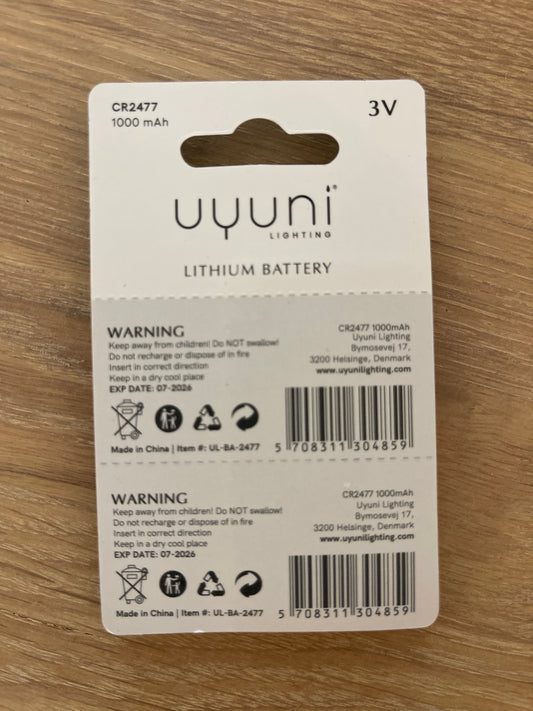 CR2477
1000 mAh
3V
uyuni®
LIGHTING
LITHIUM BATTERY
WARNING
Keep away from children! Do NOT swallow!
Do not recharge or dispose of in fire
Insert in correct direction
Keep in a dry cool place
EXP DATE: 07-2026
Made in China | Item #: UL-BA-2477
CR2477 1000mAh
Uyuni Lighting
Bymosevej 17,
3200 Helsinge, Denmark
www.uyunilighting.com
5 708311 304859
WARNING
Keep away from children! Do NOT swallow!
Do not recharge or dispose of in fire
Insert in correct direction
Keep in a dry cool place
EXP DATE: 07-2026
Made in China | Item #: UL-BA-2477
CR2477 1000mAh
Uyuni Lighting
Bymosevej 17,
3200 Helsinge, Denmark
www.uyunilighting.com
5 708311 304859